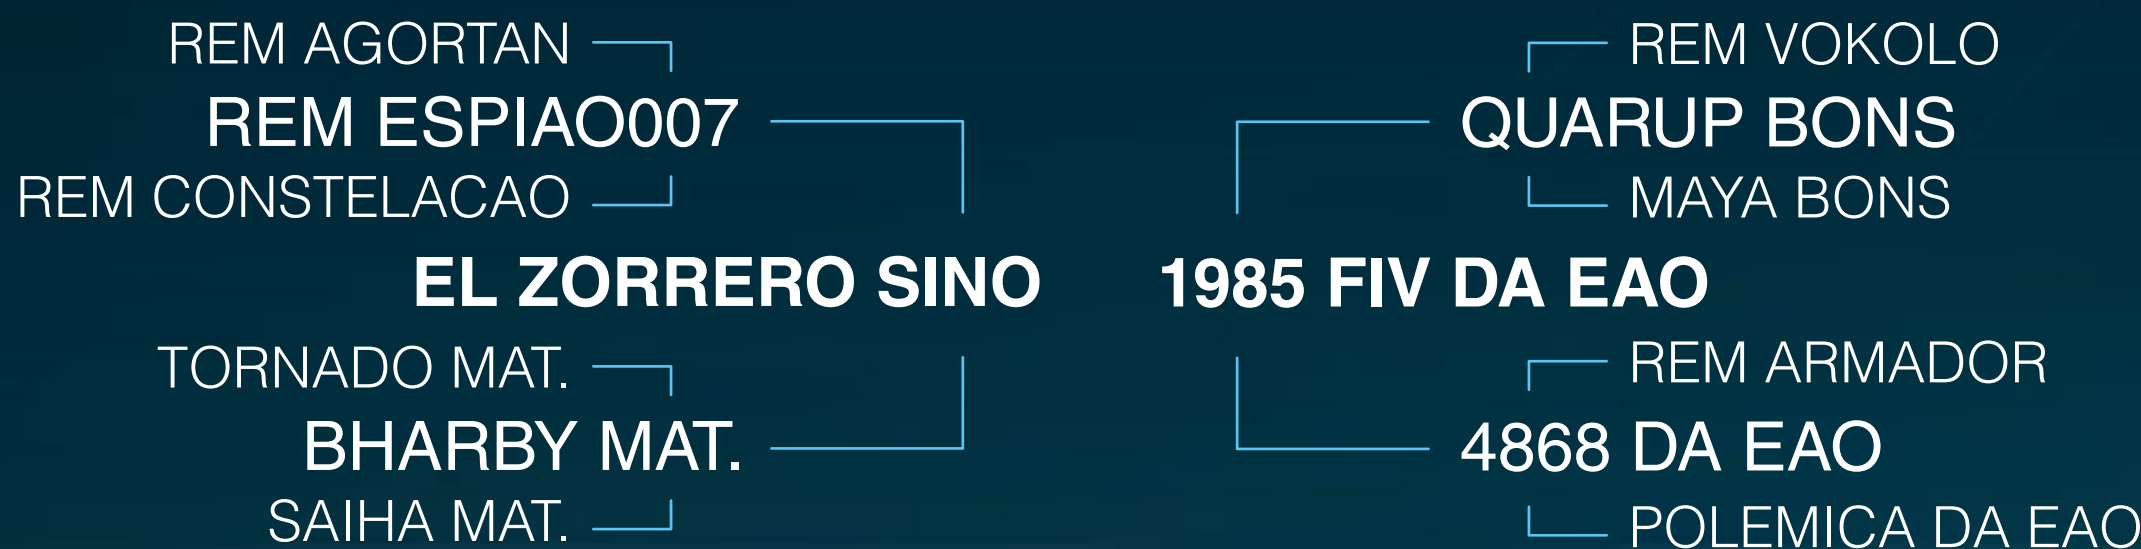 REM AGORTAN
REM VOKOLO
REM ESPIAO007
QUARUP BONS
REM CONSTELACAO
MAYA BONS
EL ZORRERO SINO
1985 FIV DA EAO
TORNADO MAT.
REM ARMADOR
BHARBY MAT.
4868 DA EAO
SAIHA MAT.
POLEMICA DA EAO